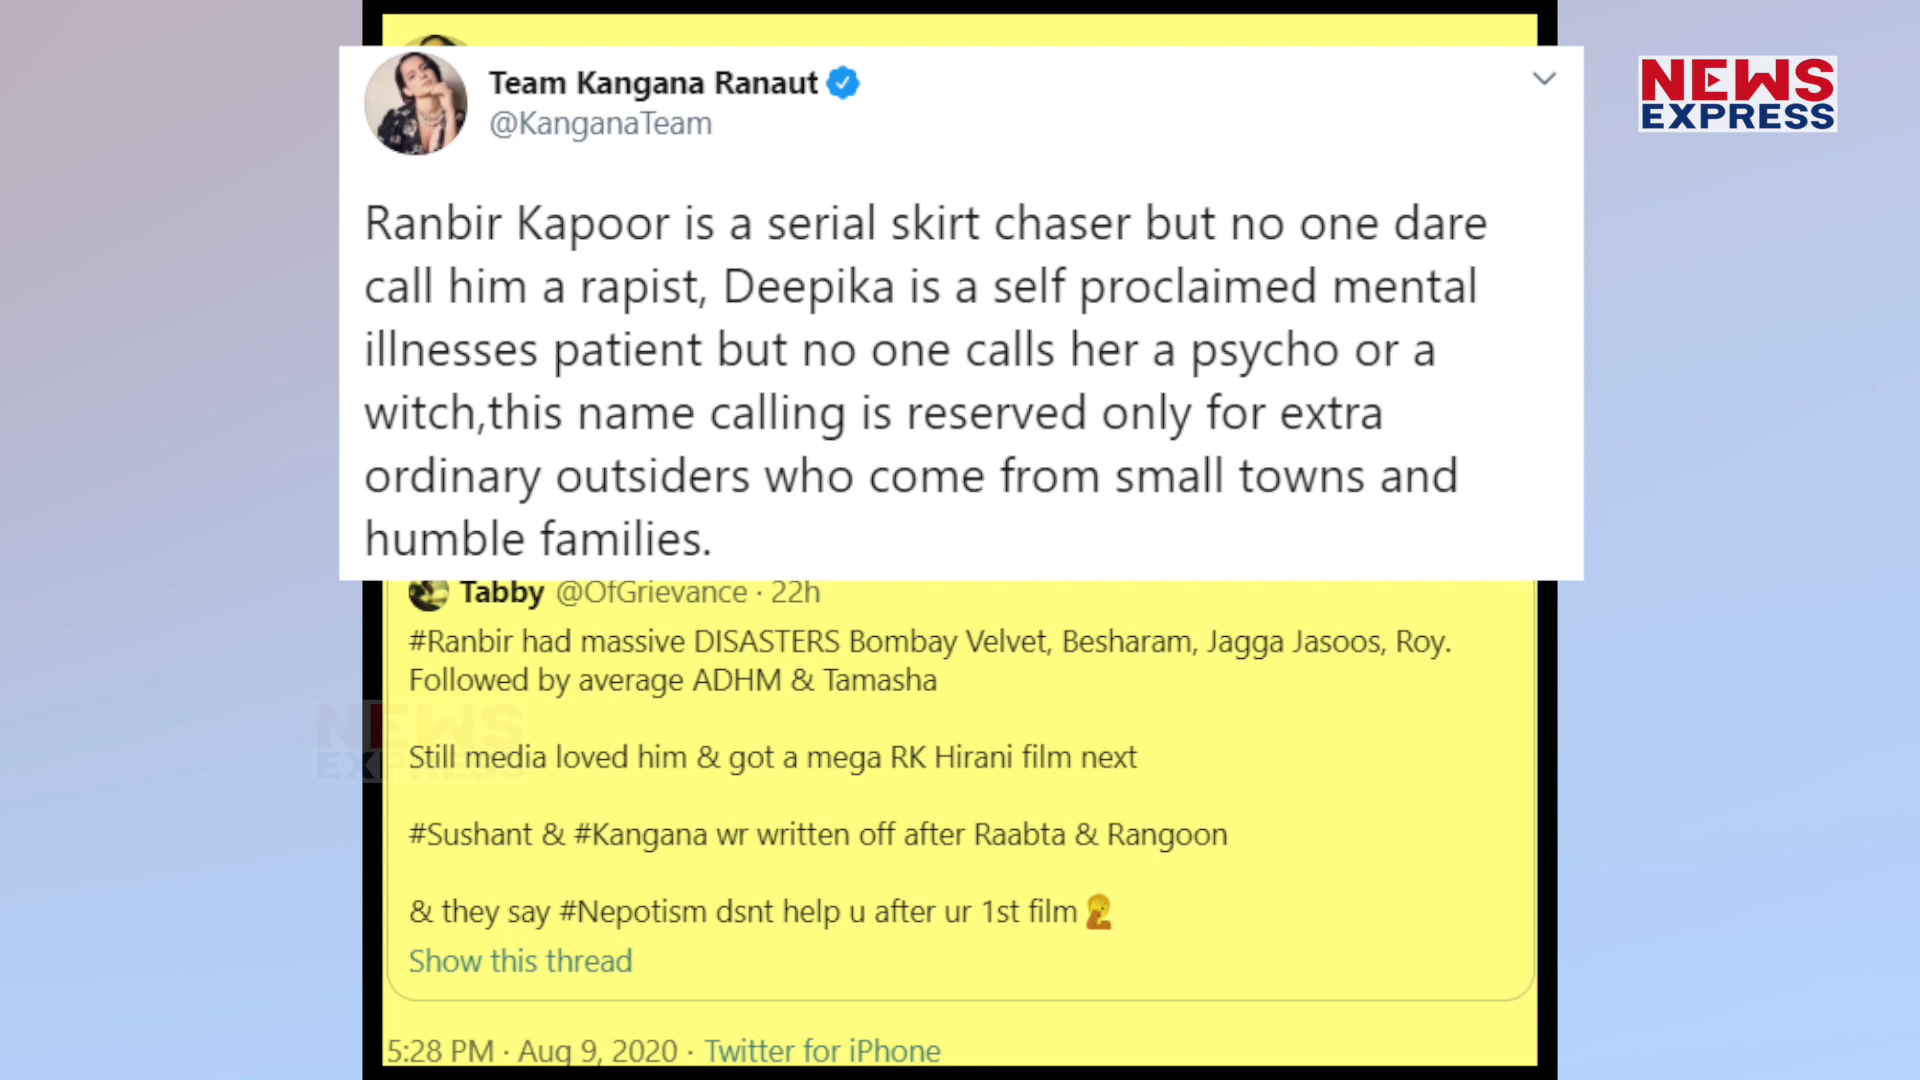 Team Kangana Ranaut
@KanganaTeam
NEWS
EXPRESS
Ranbir Kapoor is a serial skirt chaser but no one dare
call him a rapist, Deepika is a self proclaimed mental
illnesses patient but no one calls her a psycho or a
witch,this name calling is reserved only for extra
ordinary outsiders who come from small towns and
humble families.
Tabby @OfGrievance · 22h
#Ranbir had massive DISASTERS Bombay Velvet, Besharam, Jagga Jasoos, Roy.
Followed by average ADHM & Tamasha
NEWS
EXPRESS
Still media loved him & got a mega RK Hirani film next
#Sushant & #Kangana wr written off after Raabta & Rangoon
& they say #Nepotism dsnt help u after ur 1st film 🤦
Show this thread
5:28 PM · Aug 9, 2020 · Twitter for iPhone